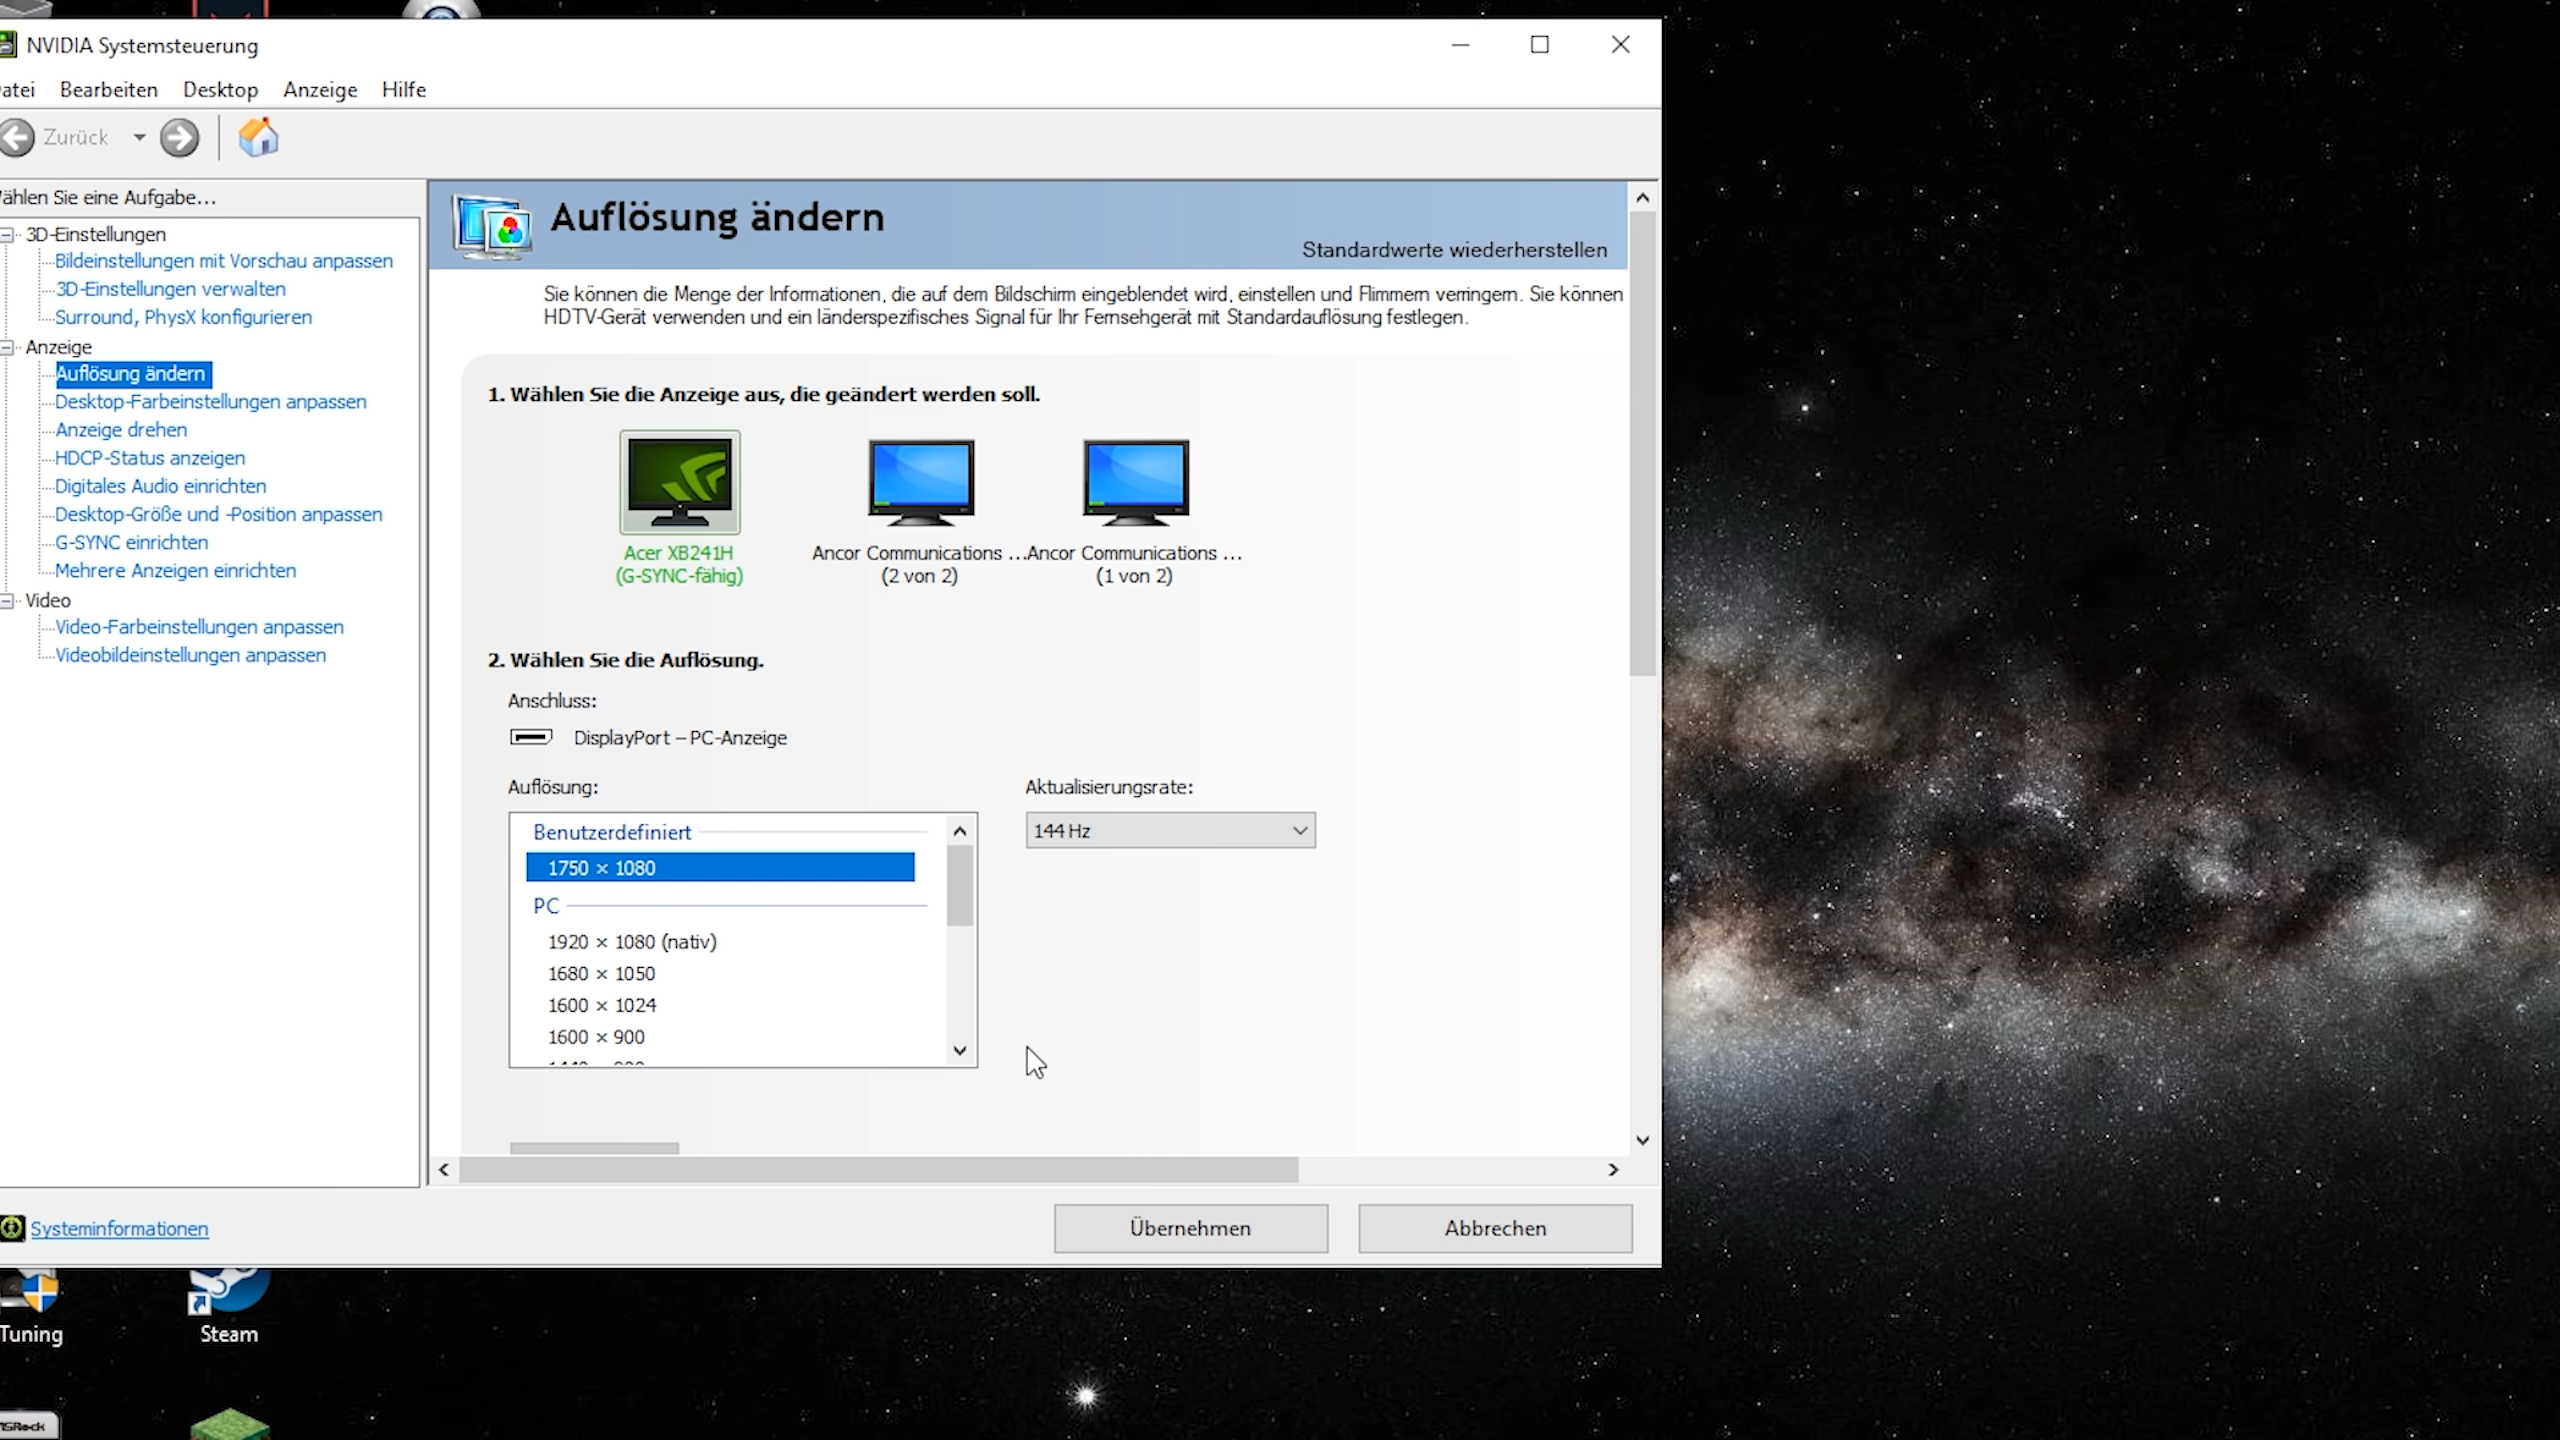 NVIDIA Systemsteuerung
atei Bearbeiten Desktop Anzeige Hilfe
Zurück
ählen Sie eine Aufgabe...
3D-Einstellungen
Bildeinstellungen mit Vorschau anpassen
3D-Einstellungen verwalten
Surround, PhysX konfigurieren
Anzeige
Auflösung ändern
Desktop-Farbeinstellungen anpassen
Anzeige drehen
HDCP-Status anzeigen
Digitales Audio einrichten
Desktop-Größe und -Position anpassen
G-SYNC einrichten
Mehrere Anzeigen einrichten
Video
Video-Farbeinstellungen anpassen
Videobildeinstellungen anpassen
Systeminformationen
Auflösung ändern
Standardwerte wiederherstellen
Sie können die Menge der Informationen, die auf dem Bildschirm eingeblendet wird, einstellen und Flimmern verringern. Sie können
HDTV-Gerät verwenden und ein länderspezifisches Signal für Ihr Fernsehgerät mit Standardauflösung festlegen.
1. Wählen Sie die Anzeige aus, die geändert werden soll.
Acer XB241H
(G-SYNC-fähig)
Ancor Communications ...
(2 von 2)
Ancor Communications ...
(1 von 2)
2. Wählen Sie die Auflösung.
Anschluss:
DisplayPort – PC-Anzeige
Auflösung:
Benutzerdefiniert
1750 × 1080
PC
1920 × 1080 (nativ)
1680 × 1050
1600 × 1024
1600 × 900
Aktualisierungsrate:
144 Hz
Übernehmen
Abbrechen
Tuning
Steam